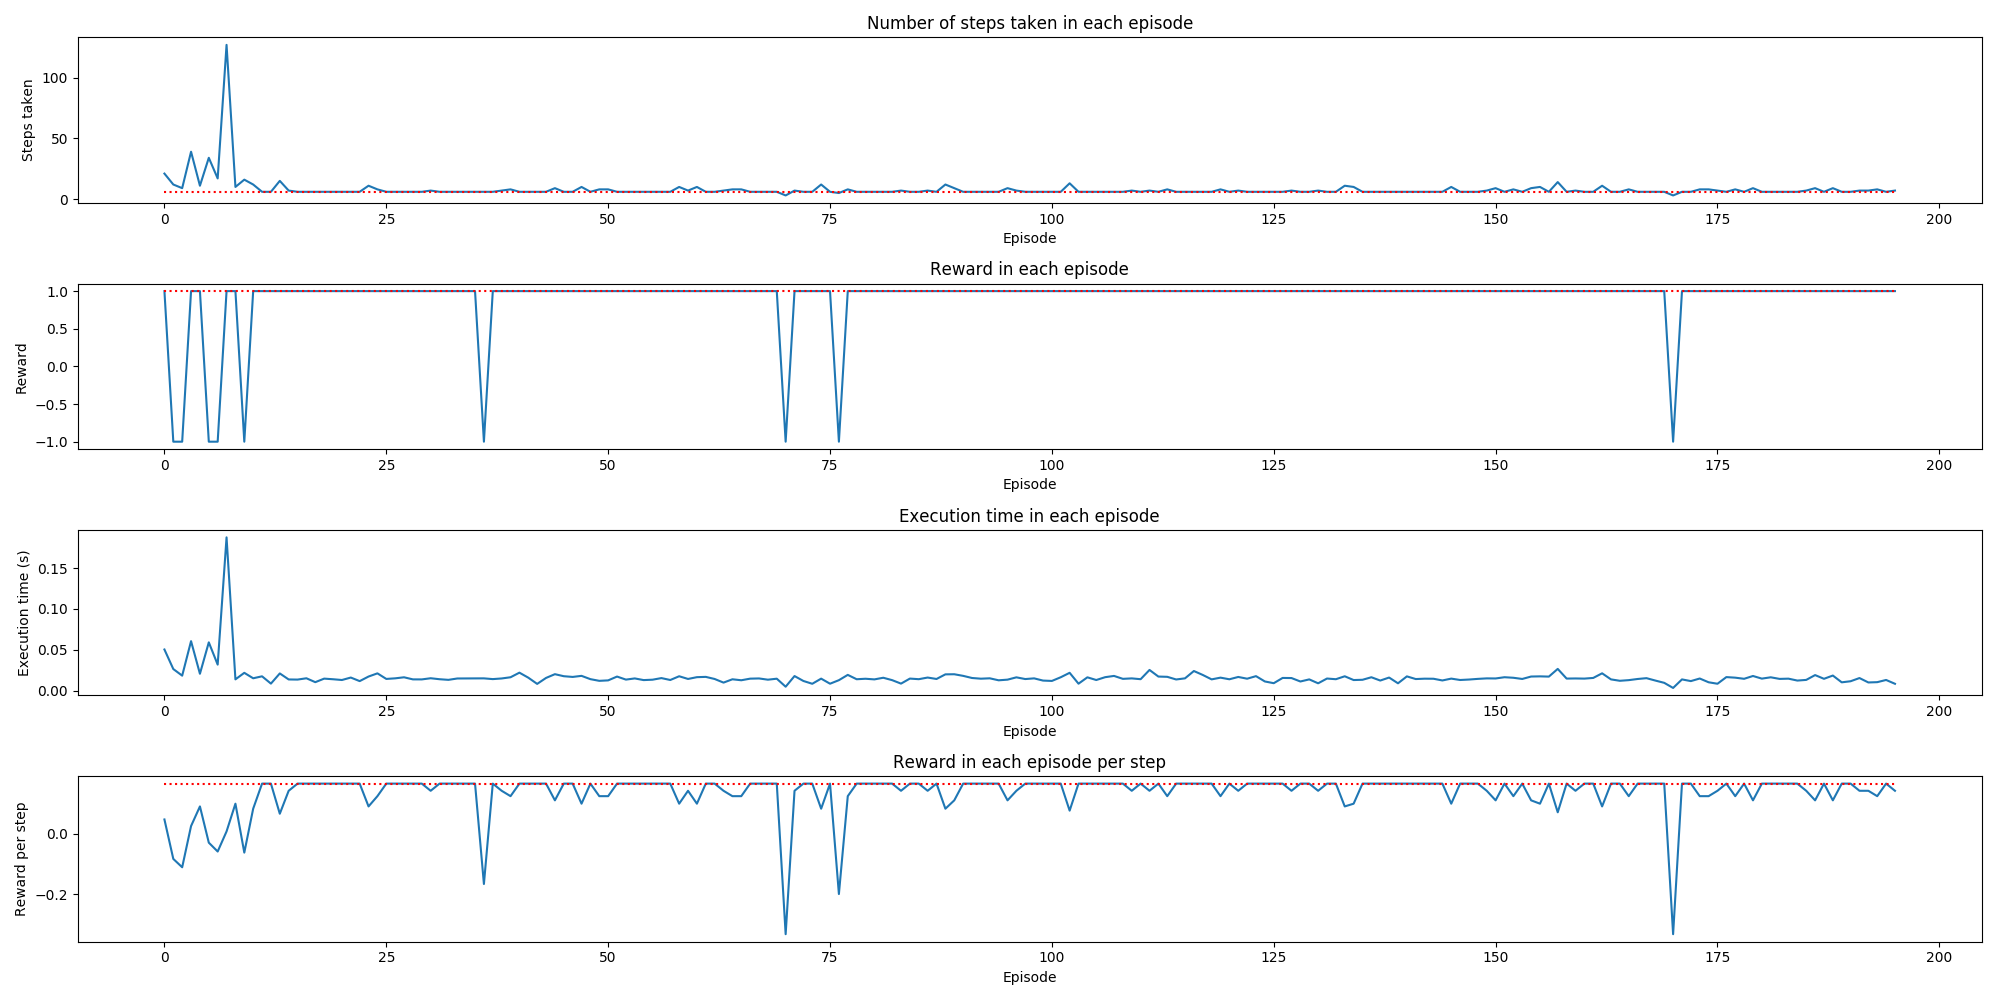 Number of steps taken in each episode
Steps taken
100
50
0
0 25 50 75 100 125 150 175 200
Episode
Reward in each episode
Reward
1.0
0.5
0.0
−0.5
−1.0
0 25 50 75 100 125 150 175 200
Episode
Execution time in each episode
Execution time (s)
0.15
0.10
0.05
0.00
0 25 50 75 100 125 150 175 200
Episode
Reward in each episode per step
Reward per step
0.0
−0.2
0 25 50 75 100 125 150 175 200
Episode